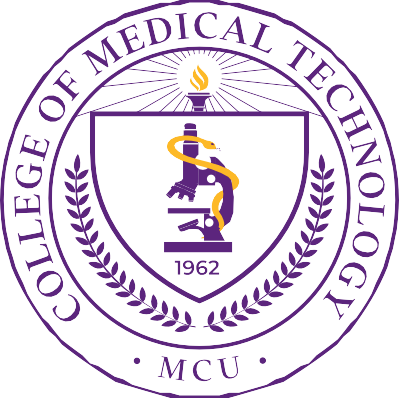 COLLEGE OF MEDICAL TECHNOLOGY
1962
• MCU •